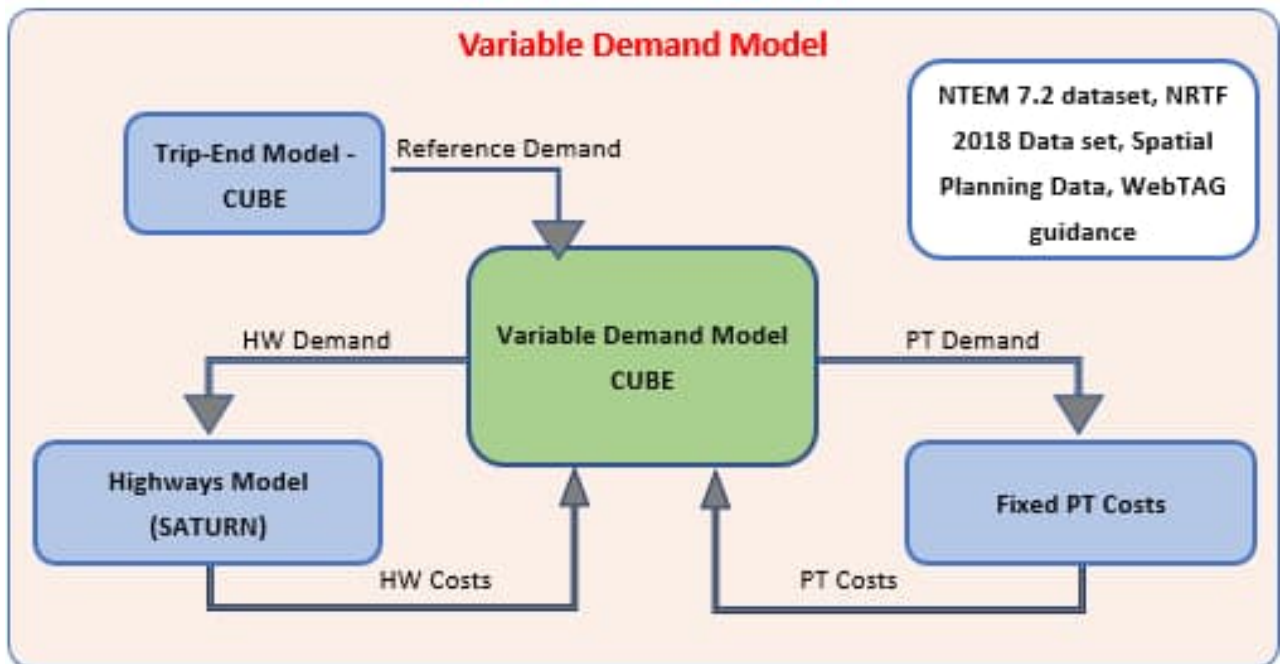 Variable Demand Model
NTEM 7.2 dataset, NRTF
2018 Data set, Spatial
Planning Data, WebTAG
guidance
Trip-End Model -
CUBE
Reference Demand
Variable Demand Model
CUBE
HW Demand
PT Demand
Highways Model
(SATURN)
Fixed PT Costs
HW Costs
PT Costs